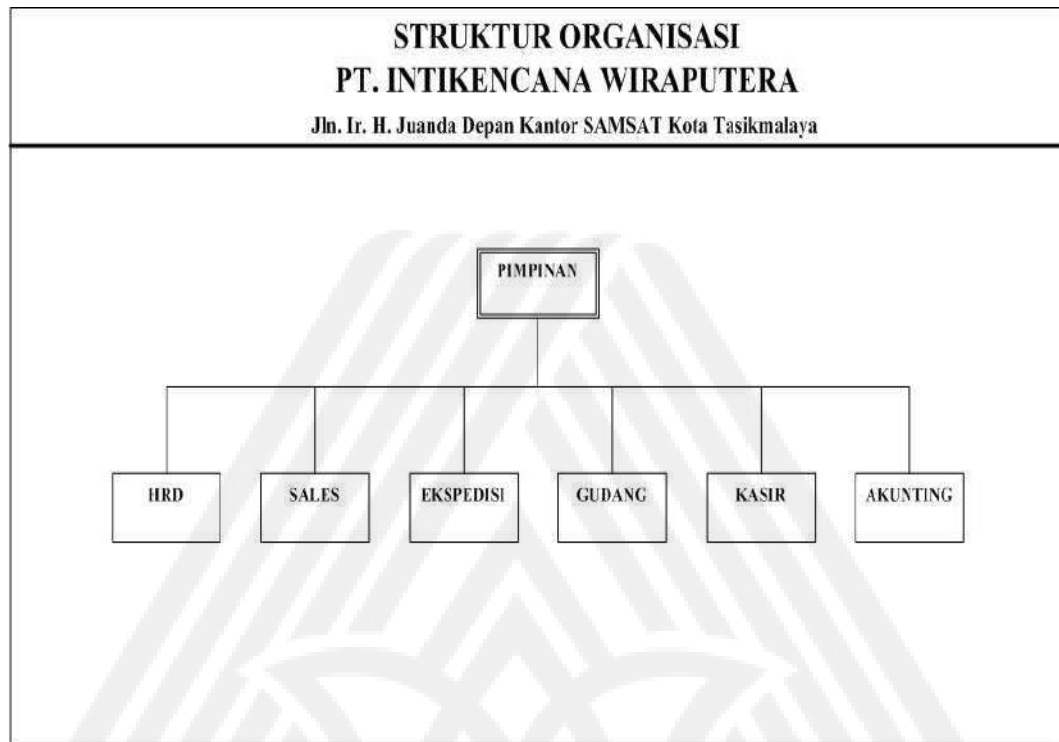 STRUKTUR ORGANISASI
PT. INTIKENCANA WIRAPUTERA
Jln. Ir. H. Juanda Depan Kantor SAMSAT Kota Tasikmalaya
PIMPINAN
HRD
SALES
EKSPEDISI
GUDANG
KASIR
AKUNTING